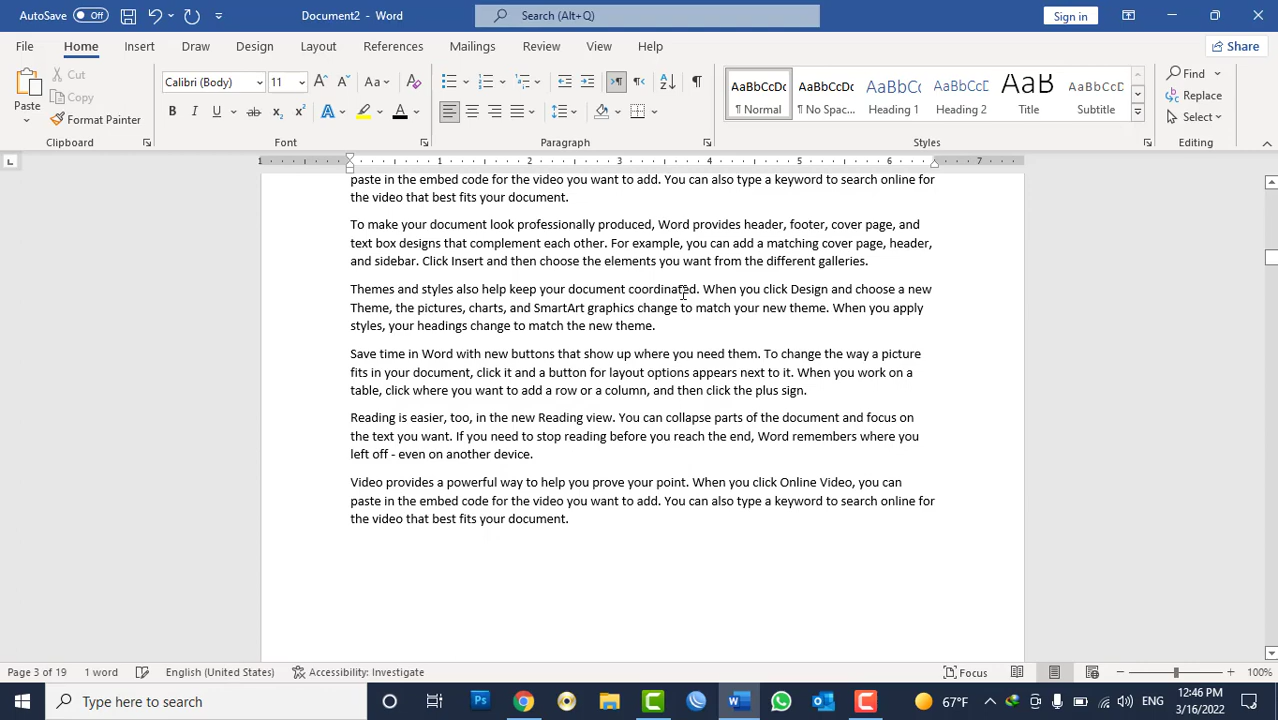 AutoSave Off Document2 - Word Search (Alt+Q) Sign in
File Home Insert Draw Design Layout References Mailings Review View Help Share
Paste Cut Copy Format Painter Clipboard
Calibri (Body) 11 Aa B I U ab x₂ x² A A Font
Paragraph
AaBbCcDc ¶ Normal AaBbCcDc ¶ No Spac... AaBbCc Heading 1 AaBbCcD Heading 2 AaB Title AaBbCcD Subtitle Styles
Find Replace Select Editing
1 1 2 3 4 5 6 7
paste in the embed code for the video you want to add. You can also type a keyword to search online for
the video that best fits your document.
To make your document look professionally produced, Word provides header, footer, cover page, and
text box designs that complement each other. For example, you can add a matching cover page, header,
and sidebar. Click Insert and then choose the elements you want from the different galleries.
Themes and styles also help keep your document coordinated. When you click Design and choose a new
Theme, the pictures, charts, and SmartArt graphics change to match your new theme. When you apply
styles, your headings change to match the new theme.
Save time in Word with new buttons that show up where you need them. To change the way a picture
fits in your document, click it and a button for layout options appears next to it. When you work on a
table, click where you want to add a row or a column, and then click the plus sign.
Reading is easier, too, in the new Reading view. You can collapse parts of the document and focus on
the text you want. If you need to stop reading before you reach the end, Word remembers where you
left off - even on another device.
Video provides a powerful way to help you prove your point. When you click Online Video, you can
paste in the embed code for the video you want to add. You can also type a keyword to search online for
the video that best fits your document.
Page 3 of 19 1 word English (United States) Accessibility: Investigate Focus 100%
Type here to search Ps 67°F ENG 12:46 PM
3/16/2022